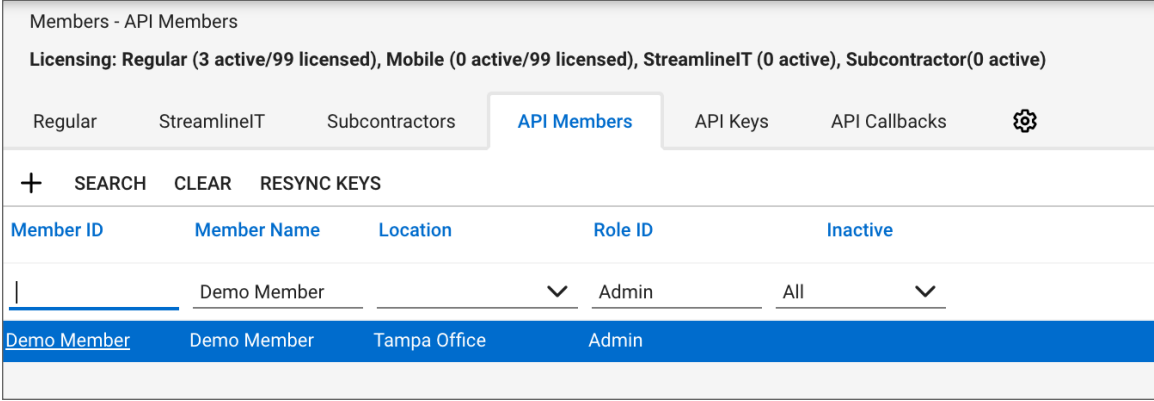 Members - API Members
Licensing: Regular (3 active/99 licensed), Mobile (0 active/99 licensed), StreamlineIT (0 active), Subcontractor(0 active)
Regular StreamlineIT Subcontractors API Members API Keys API Callbacks
SEARCH CLEAR RESYNC KEYS
Member ID Member Name Location Role ID Inactive
Demo Member Admin All
Demo Member Demo Member Tampa Office Admin